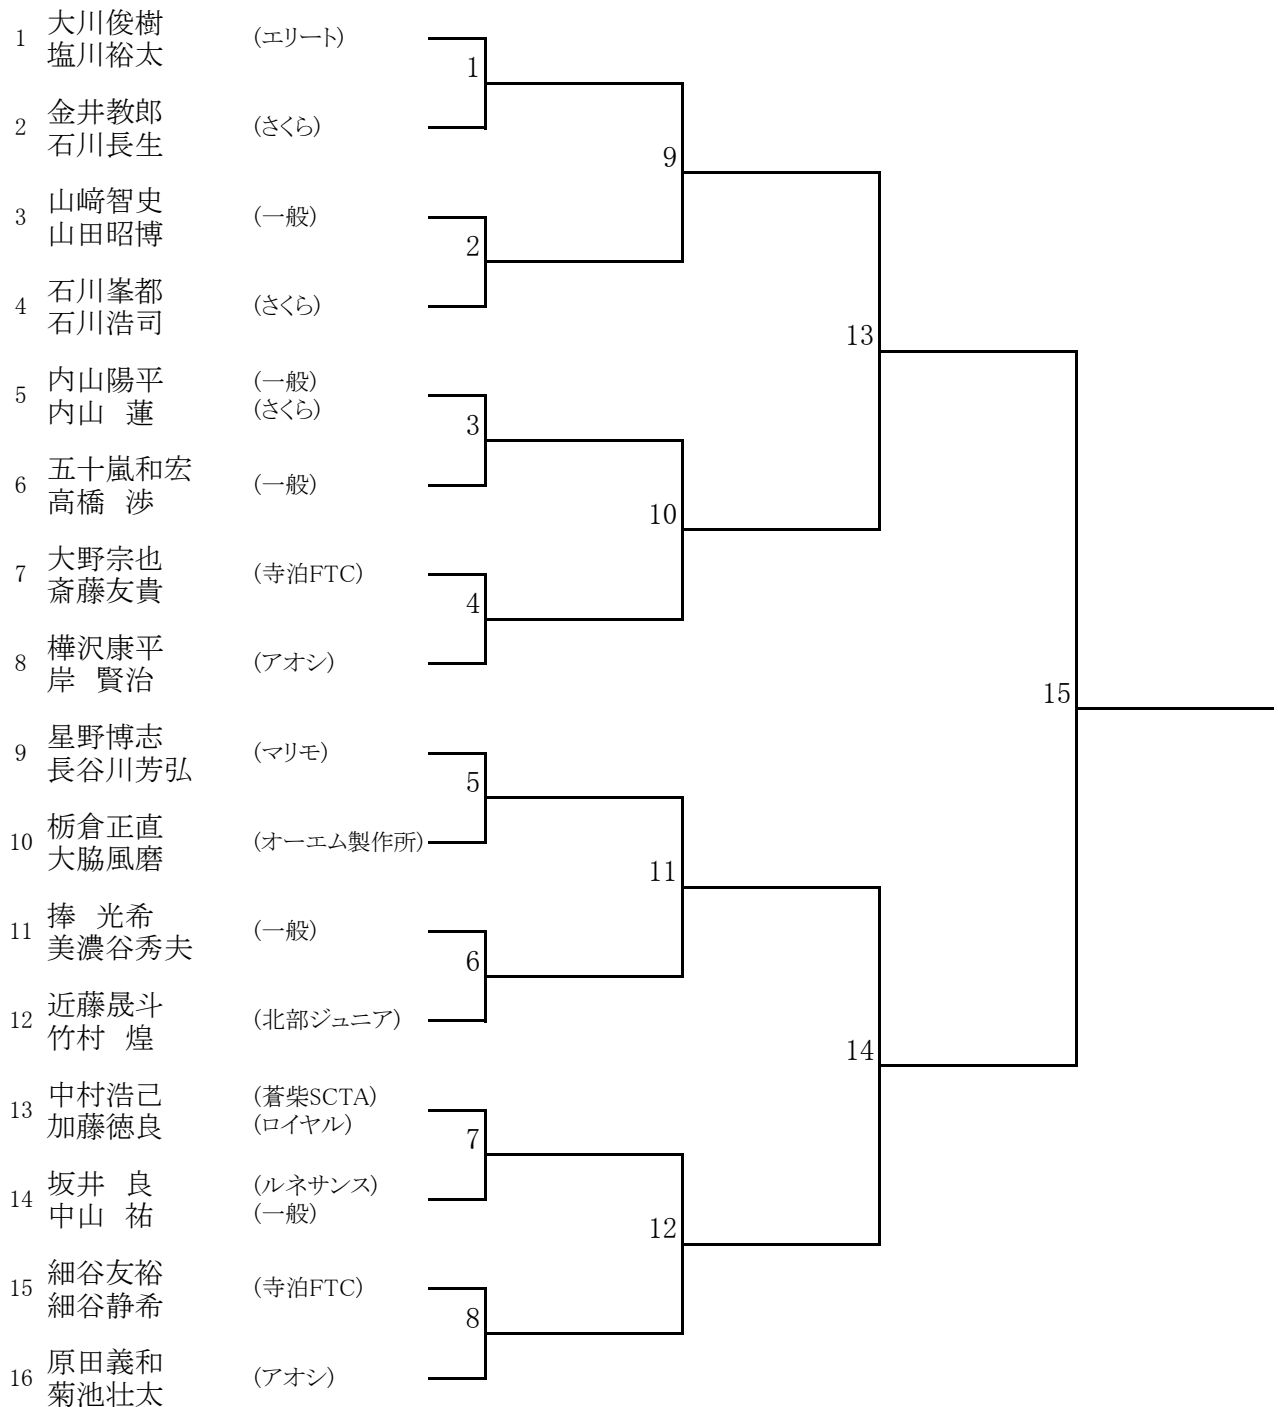 1 大川俊樹 (エリート)
塩川裕太
1
2 金井教郎 (さくら)
石川長生
9
3 山﨑智史 (一般)
山田昭博
2
4 石川峯都 (さくら)
石川浩司
13
5 内山陽平 (一般)
内山 蓮 (さくら)
3
6 五十嵐和宏 (一般)
高橋 渉
10
7 大野宗也 (寺泊FTC)
斎藤友貴
4
8 樺沢康平 (アオシ)
岸 賢治
15
9 星野博志 (マリモ)
長谷川芳弘
5
10 栃倉正直 (オーエム製作所)
大脇風磨
11
11 捧 光希 (一般)
美濃谷秀夫
6
12 近藤晟斗 (北部ジュニア)
竹村 煌
14
13 中村浩己 (蒼柴SCTA)
加藤徳良 (ロイヤル)
7
14 坂井 良 (ルネサンス)
中山 祐 (一般)
12
15 細谷友裕 (寺泊FTC)
細谷静希
8
16 原田義和 (アオシ)
菊池壮太